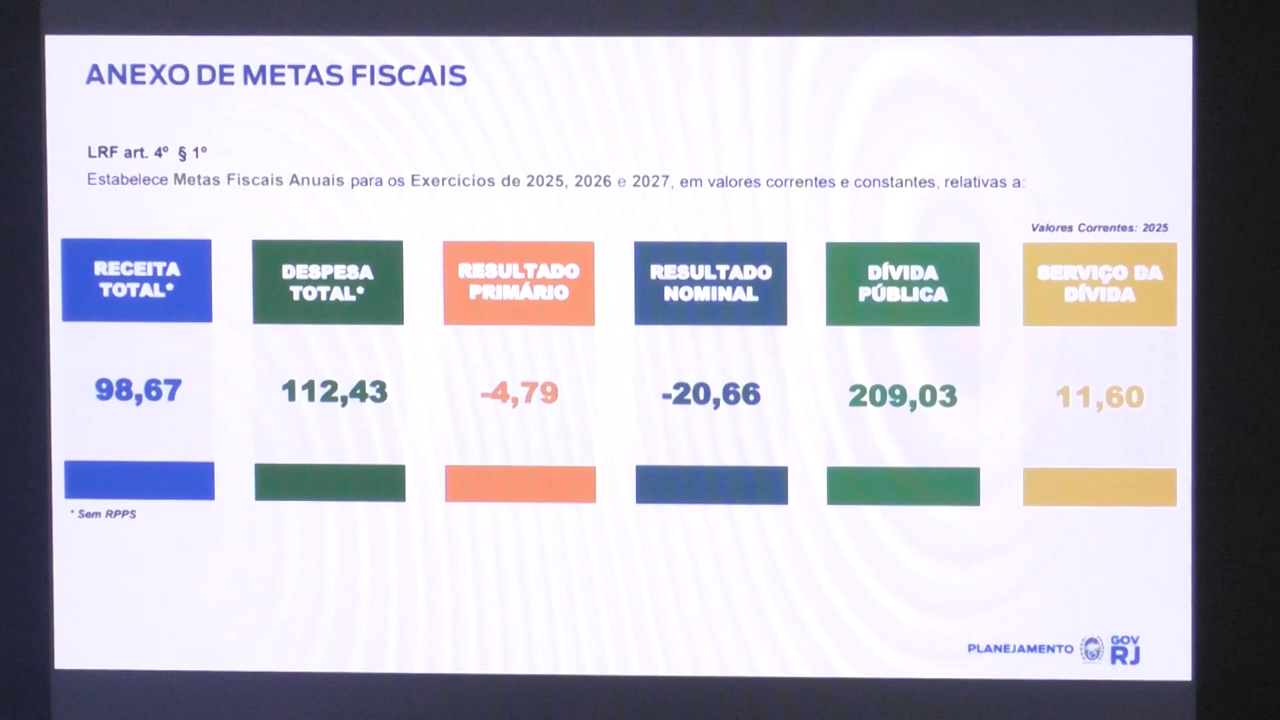 ANEXO DE METAS FISCAIS
LRF art. 4º § 1º
Estabelece Metas Fiscais Anuais para os Exercícios de 2025, 2026 e 2027, em valores correntes e constantes, relativas a:
Valores Correntes: 2025
RECEITA
TOTAL*
DESPESA
TOTAL*
RESULTADO
PRIMÁRIO
RESULTADO
NOMINAL
DÍVIDA
PÚBLICA
SERVIÇO DA
DÍVIDA
98,67
112,43
-4,79
-20,66
209,03
11,60
* Sem RPPS
PLANEJAMENTO
GOV
RJ